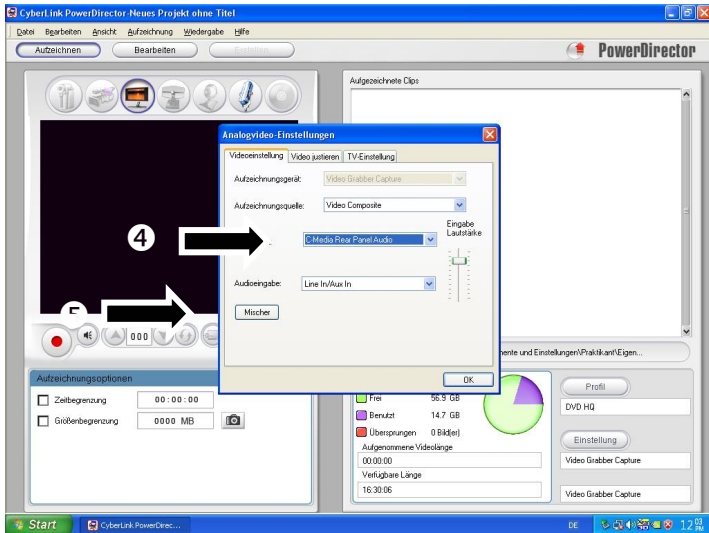 CyberLink PowerDirector-Neues Projekt ohne Titel
Datei Bearbeiten Ansicht Aufzeichnung Wiedergabe Hilfe
Aufzeichnen Bearbeiten Erstellen
PowerDirector
Aufgezeichnete Clips
Analogvideo-Einstellungen
Videoeinstellung Video justieren TV-Einstellung
Aufzeichnungsgerät: Video Grabber Capture
Aufzeichnungsquelle: Video Composite
Eingabe
Lautstärke
4
C-Media Rear Panel Audio
Audioeingabe: Line In/Aux In
5
Mischer
000
OK
nente und Einstellungen\Praktikant\Eigen...
Aufzeichnungsoptionen
Zeitbegrenzung 00:00:00
Größenbegrenzung 0000 MB
Frei 56.9 GB
Benutzt 14.7 GB
Übersprungen 0 Bild(er)
Aufgenommene Videolänge
00:00:00
Verfügbare Länge
16:30:06
Profil
DVD HQ
Einstellung
Video Grabber Capture
Video Grabber Capture
Start CyberLink PowerDirec... DE 12 03 PM